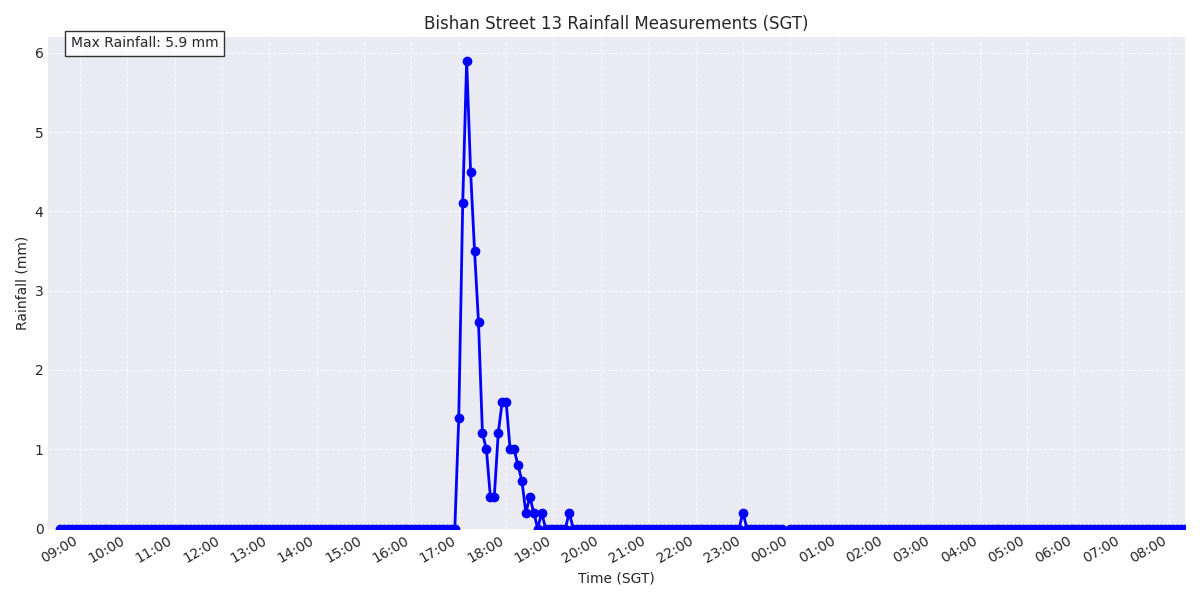 Bishan Street 13 Rainfall Measurements (SGT)
Max Rainfall: 5.9 mm
Rainfall (mm)
6
5
4
3
2
1
0
09:00 10:00 11:00 12:00 13:00 14:00 15:00 16:00 17:00 18:00 19:00 20:00 21:00 22:00 23:00 00:00 01:00 02:00 03:00 04:00 05:00 06:00 07:00 08:00
Time (SGT)